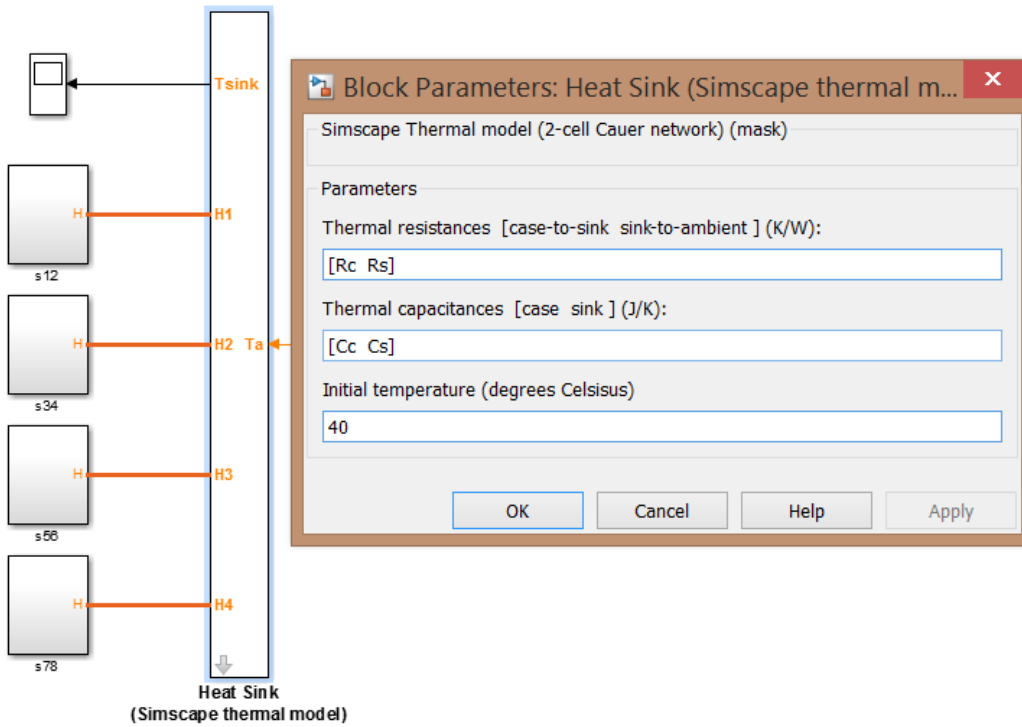 Tsink
H
H1
s12
H
H2
Ta
s34
H
H3
s56
H
H4
s78
Heat Sink
(Simscape thermal model)
Block Parameters: Heat Sink (Simscape thermal m...
Simscape Thermal model (2-cell Cauer network) (mask)
Parameters
Thermal resistances [case-to-sink sink-to-ambient ] (K/W):
[Rc Rs]
Thermal capacitances [case sink ] (J/K):
[Cc Cs]
Initial temperature (degrees Celsisus)
40
OK
Cancel
Help
Apply